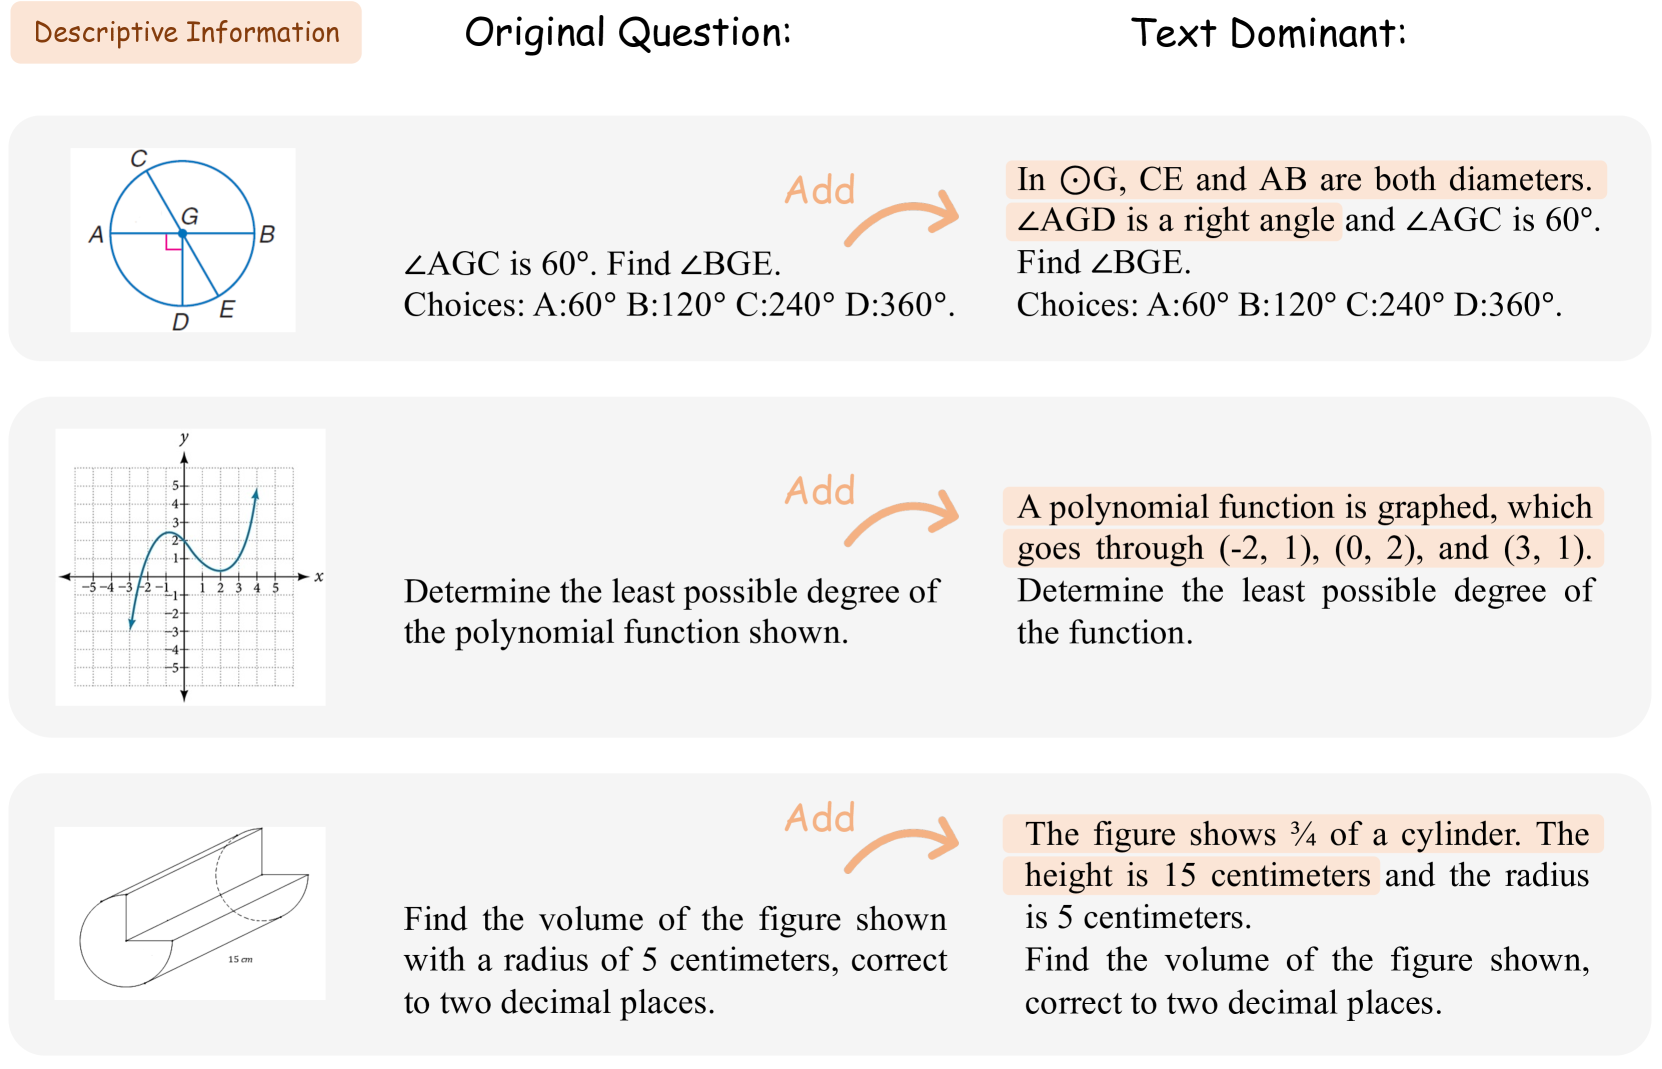 Descriptive Information
Original Question:
Text Dominant:
C
G
A
B
E
D
Add
∠AGC is 60°. Find ∠BGE.
Choices: A:60° B:120° C:240° D:360°.
In ⊙G, CE and AB are both diameters.
∠AGD is a right angle and ∠AGC is 60°.
Find ∠BGE.
Choices: A:60° B:120° C:240° D:360°.
y
5
4
3
2
1
x
−5 −4 −3 −2 −1 1 2 3 4 5
−1
−2
−3
−4
−5
Add
Determine the least possible degree of
the polynomial function shown.
A polynomial function is graphed, which
goes through (-2, 1), (0, 2), and (3, 1).
Determine the least possible degree of
the function.
15 cm
Add
Find the volume of the figure shown
with a radius of 5 centimeters, correct
to two decimal places.
The figure shows ¾ of a cylinder. The
height is 15 centimeters and the radius
is 5 centimeters.
Find the volume of the figure shown,
correct to two decimal places.